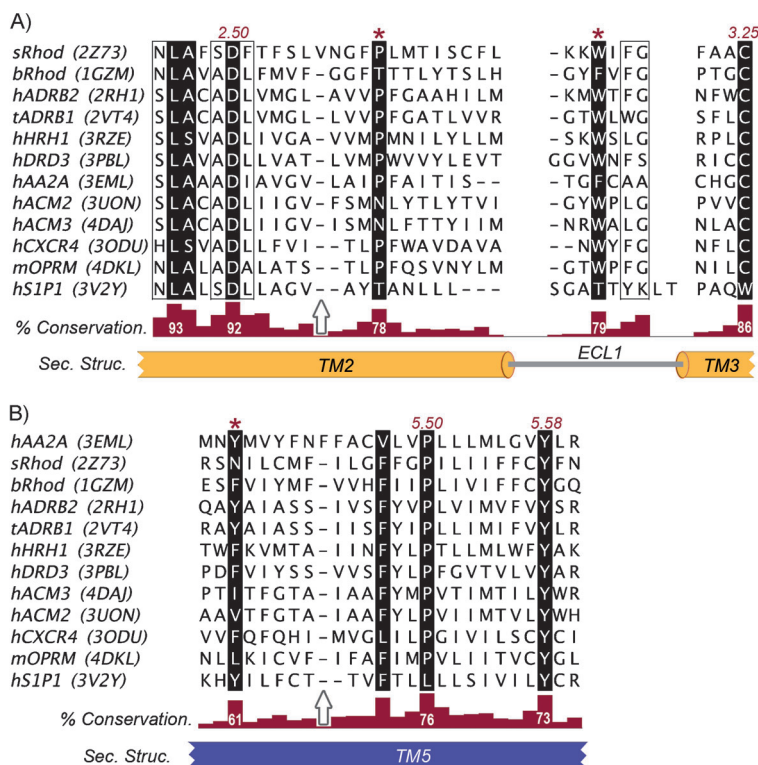 A)
2.50 * * 3.25
sRhod (2Z73) NLAFSDFTFSLVNGFPLMTISCFL -KKWIFG FAAC
bRhod (1GZM) NLAVADLFMVF-GGFTTTLYTSLH -GYFVFG PTGC
hADRB2 (2RH1) SLACADLVMGL-AVVPFGAAHILM -KMWTFG NFWC
tADRB1 (2VT4) SLACADLVMGL-LVVPFGATLVVR -GTWLWG SFLC
hHRH1 (3RZE) SLSVADLIVGA-VVMPMNILYLLM -SKWSLG RPLC
hDRD3 (3PBL) SLAVADLLVAT-LVMPWVVYLEVT GGVWNFS RICC
hAA2A (3EML) SLAAADIAVGV-LAIPFAITIS-- -TGFCAA CHGC
hACM2 (3UON) SLACADLIIGV-FSMNLYTLYTVI -GYWPLG PVVC
hACM3 (4DAJ) SLACADLIIGV-ISMNLFTTYIIM -NRWALG NLAC
hCXCR4 (3ODU) HLSVADLLFVI--TLPFWAVDAVA --NWYFG NFLC
mOPRM (4DKL) NLALADALATS--TLPFQSVNYLM -GTWPFG NILC
hS1P1 (3V2Y) NLALSDLLAGV--AYTANLLL--- SGATTYKLT PAQW
% Conservation. 93 92 78 79 86
Sec. Struc. TM2 ECL1 TM3
B)
* 5.50 5.58
hAA2A (3EML) MNYMVYFNFFACVLVPLLLMLGVYLR
sRhod (2Z73) RSNILCMF-ILGFFGPILIIFFCYFN
bRhod (1GZM) ESFVIYMF-VVHFIIPLIVIFFCYGQ
hADRB2 (2RH1) QAYAIASS-IVSFYVPLVIMVFVYSR
tADRB1 (2VT4) RAYAIASS-IISFYIPLLIMIFVYLR
hHRH1 (3RZE) TWFKVMTA-IINFYLPTLLMLWFYAK
hDRD3 (3PBL) PDFVIYSS-VVSFYLPFGVTVLVYAR
hACM3 (4DAJ) PTITFGTA-IAAFYMPVTIMTILYWR
hACM2 (3UON) AAVTFGTA-IAAFYLPVIIMTVLYWH
hCXCR4 (3ODU) VVFQFQHI-MVGLILPGIVILSCYCI
mOPRM (4DKL) NLLKICVF-IFAFIMPVLIITVCYGL
hS1P1 (3V2Y) KHYILFCT--TVFTLLLLSIVILYCR
% Conservation. 61 76 73
Sec. Struc. TM5